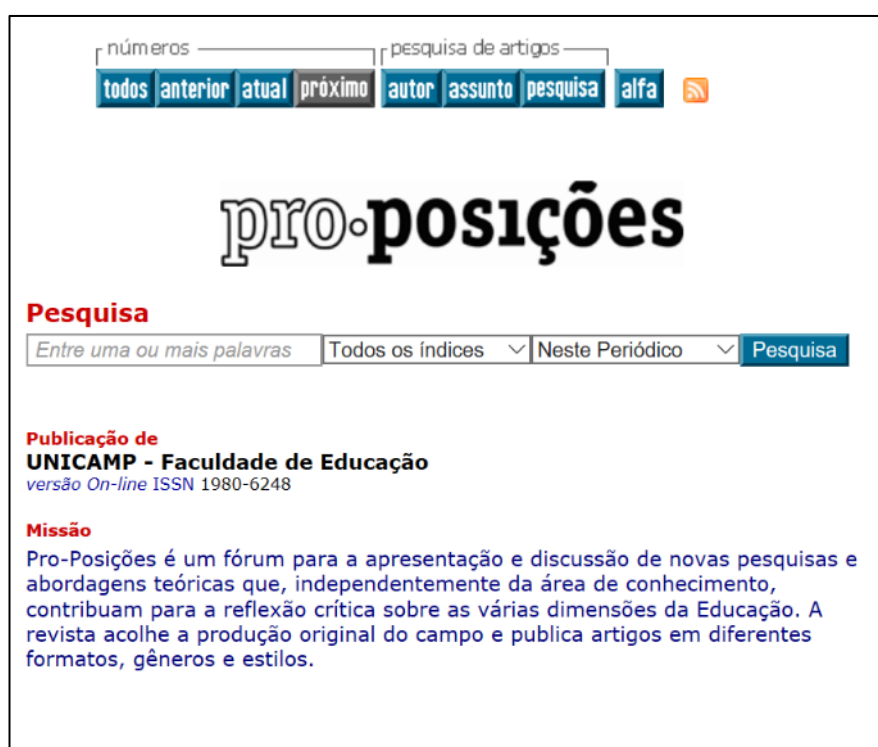 números pesquisa de artigos
todos anterior atual próximo autor assunto pesquisa alfa
pro-posições
Pesquisa
Entre uma ou mais palavras Todos os índices Neste Periódico Pesquisa
Publicação de
UNICAMP - Faculdade de Educação
versão On-line ISSN 1980-6248
Missão
Pro-Posições é um fórum para a apresentação e discussão de novas pesquisas e
abordagens teóricas que, independentemente da área de conhecimento,
contribuam para a reflexão crítica sobre as várias dimensões da Educação. A
revista acolhe a produção original do campo e publica artigos em diferentes
formatos, gêneros e estilos.